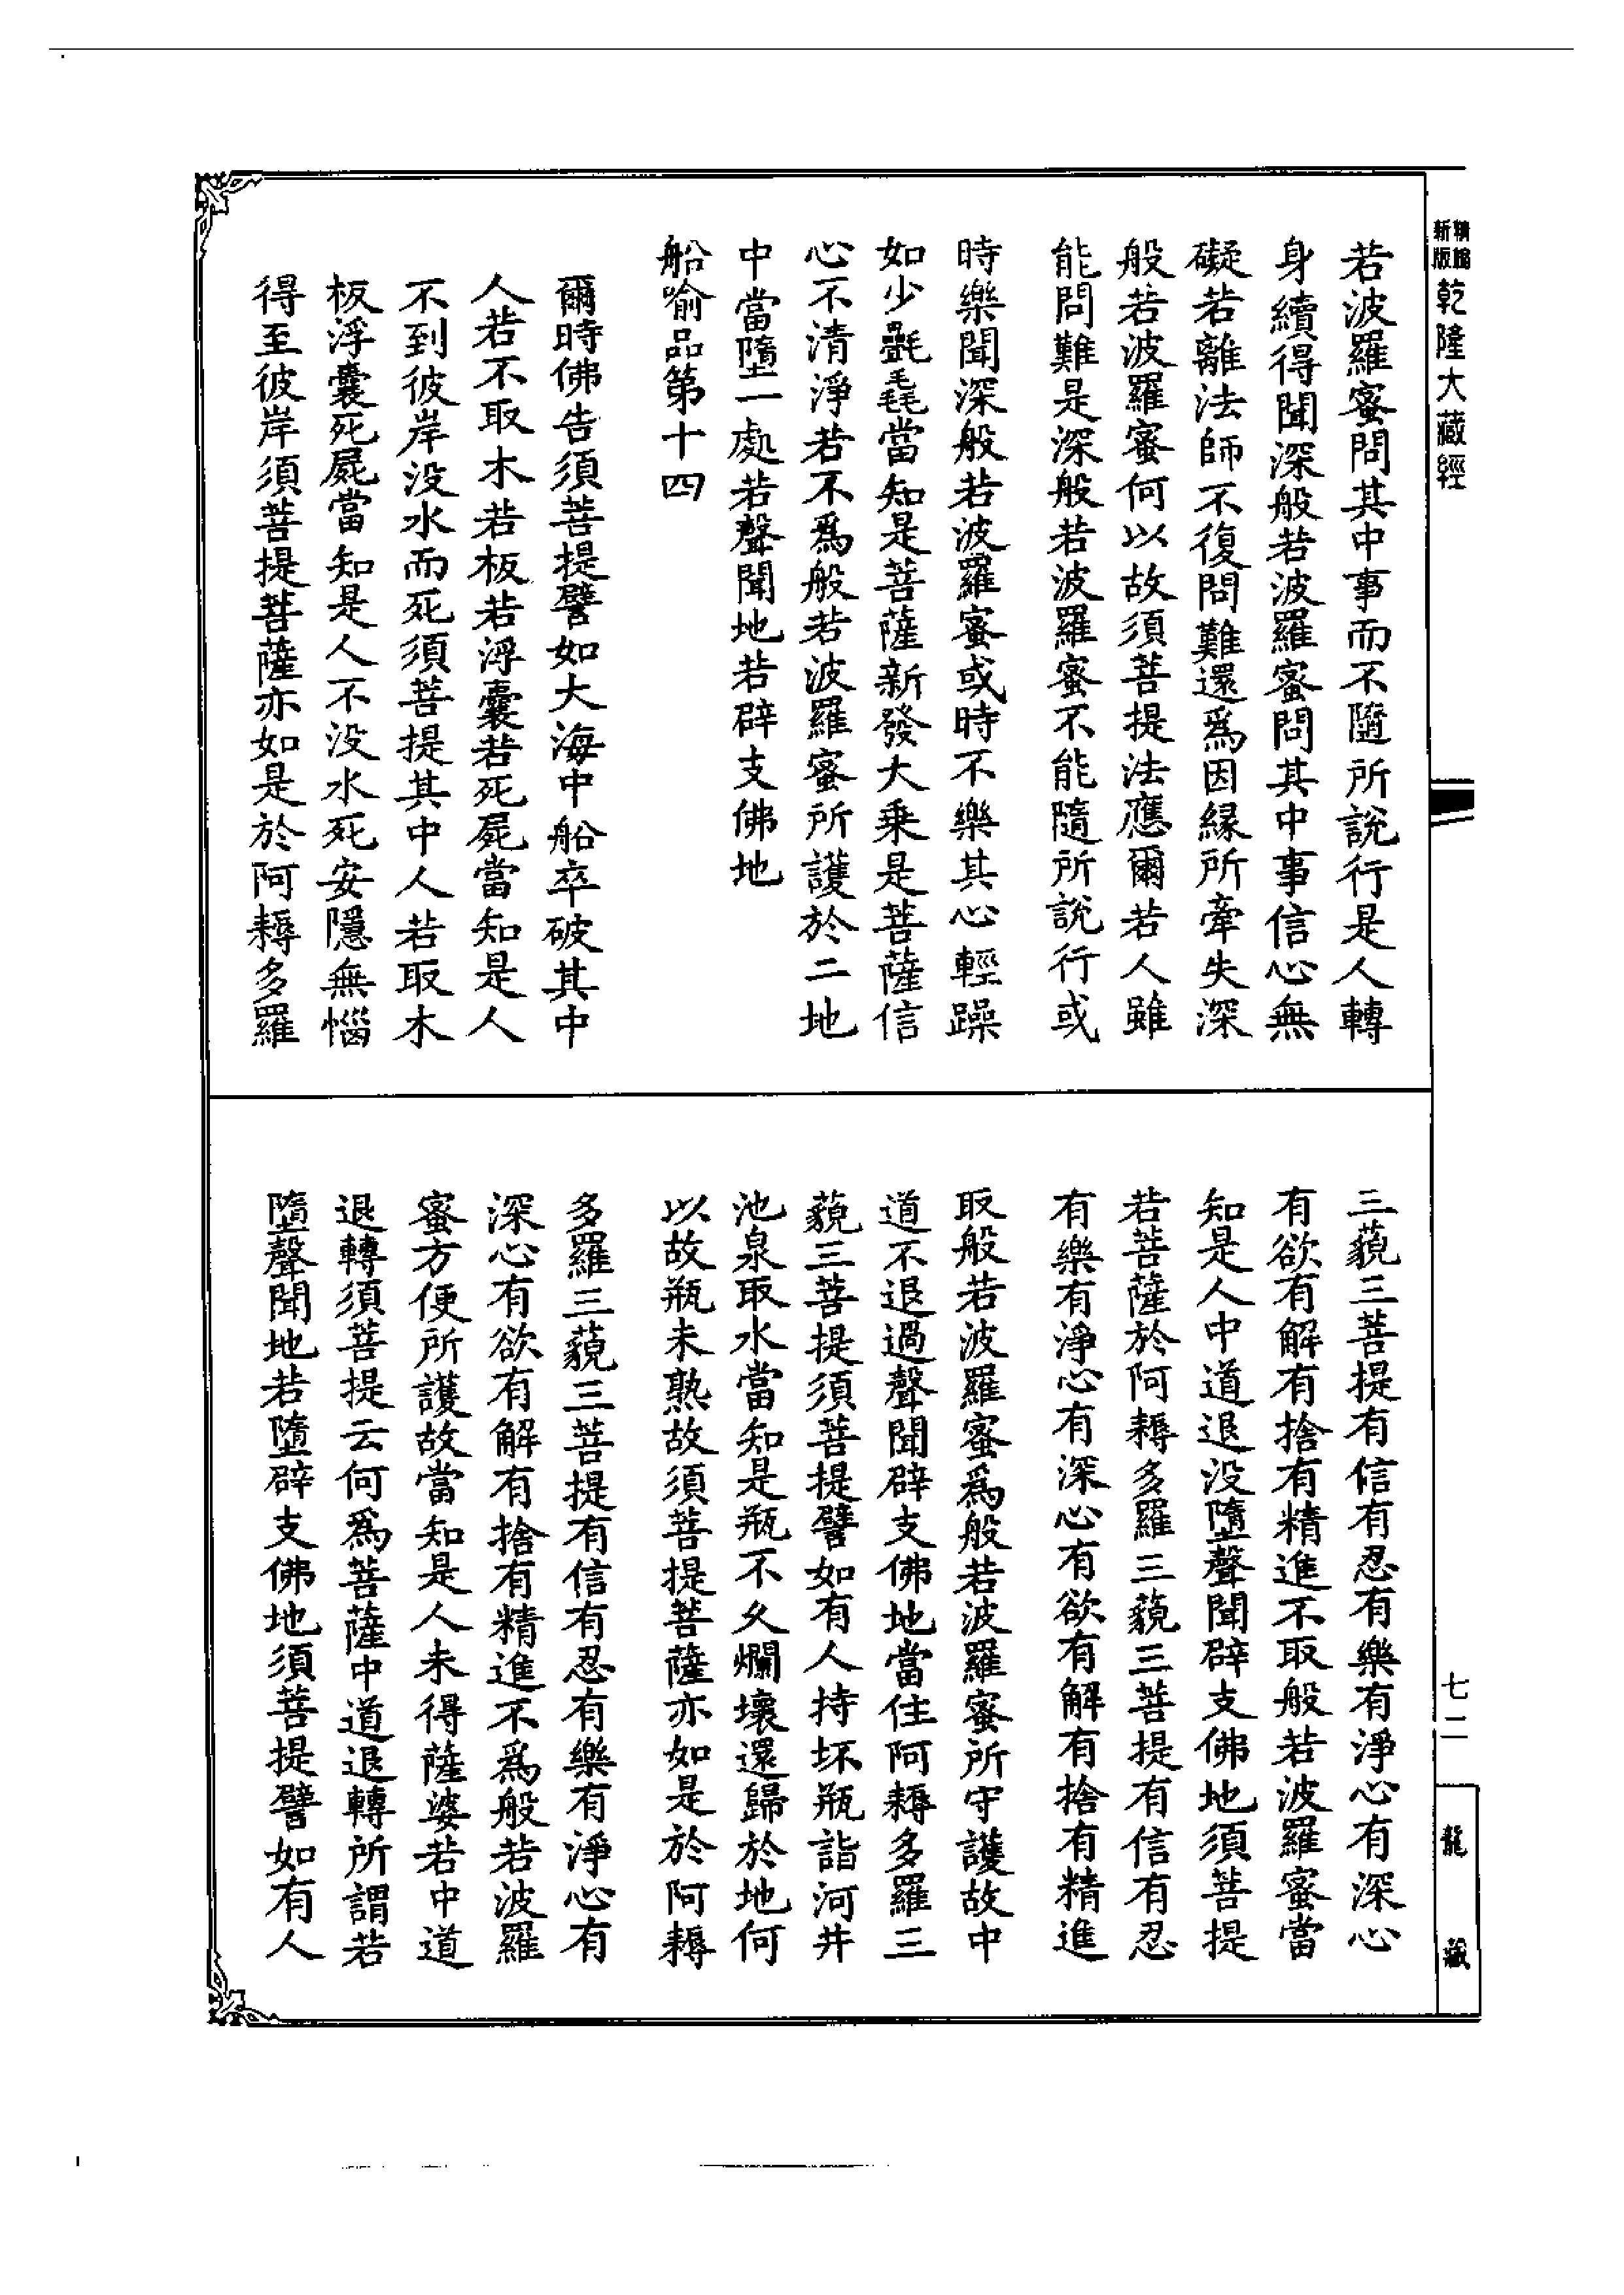 精縮新版乾隆大藏經
若波羅蜜問其中事而不隨所說行是人轉
身續得聞深般若波羅蜜問其中事信心無
礙若離法師不復問難還爲因緣所牽失深
般若波羅蜜何以故須菩提法應爾若人雖
能問難是深般若波羅蜜不能隨所說行或
時樂聞深般若波羅蜜或時不樂其心輕躁
如少㲲毳當知是菩薩新發大乗是菩薩信
心不清淨若不爲般若波羅蜜所護於二地
中當墮一處若聲聞地若辟支佛地
船喻品第十四
爾時佛告須菩提譬如大海中船卒破其中
人若不取木若板若浮囊若死屍當知是人
不到彼岸没水而死須菩提其中人若取木
板浮囊死屍當知是人不没水死安隱無惱
得至彼岸須菩提菩薩亦如是於阿耨多羅
三藐三菩提有信有忍有樂有淨心有深心
有欲有解有捨有精進不取般若波羅蜜當
知是人中道退没墮聲聞辟支佛地須菩提
若菩薩於阿耨多羅三藐三菩提有信有忍
有樂有淨心有深心有欲有解有捨有精進
取般若波羅蜜爲般若波羅蜜所守護故中
道不退過聲聞辟支佛地當住阿耨多羅三
藐三菩提須菩提譬如有人持坏瓶詣河井
池泉取水當知是瓶不久爛壞還歸於地何
以故瓶未熟故須菩提菩薩亦如是於阿耨
多羅三藐三菩提有信有忍有樂有淨心有
深心有欲有解有捨有精進不爲般若波羅
蜜方便所護故當知是人未得薩婆若中道
退轉須菩提云何爲菩薩中道退轉所謂若
墮聲聞地若墮辟支佛地須菩提譬如有人
七二
龍藏